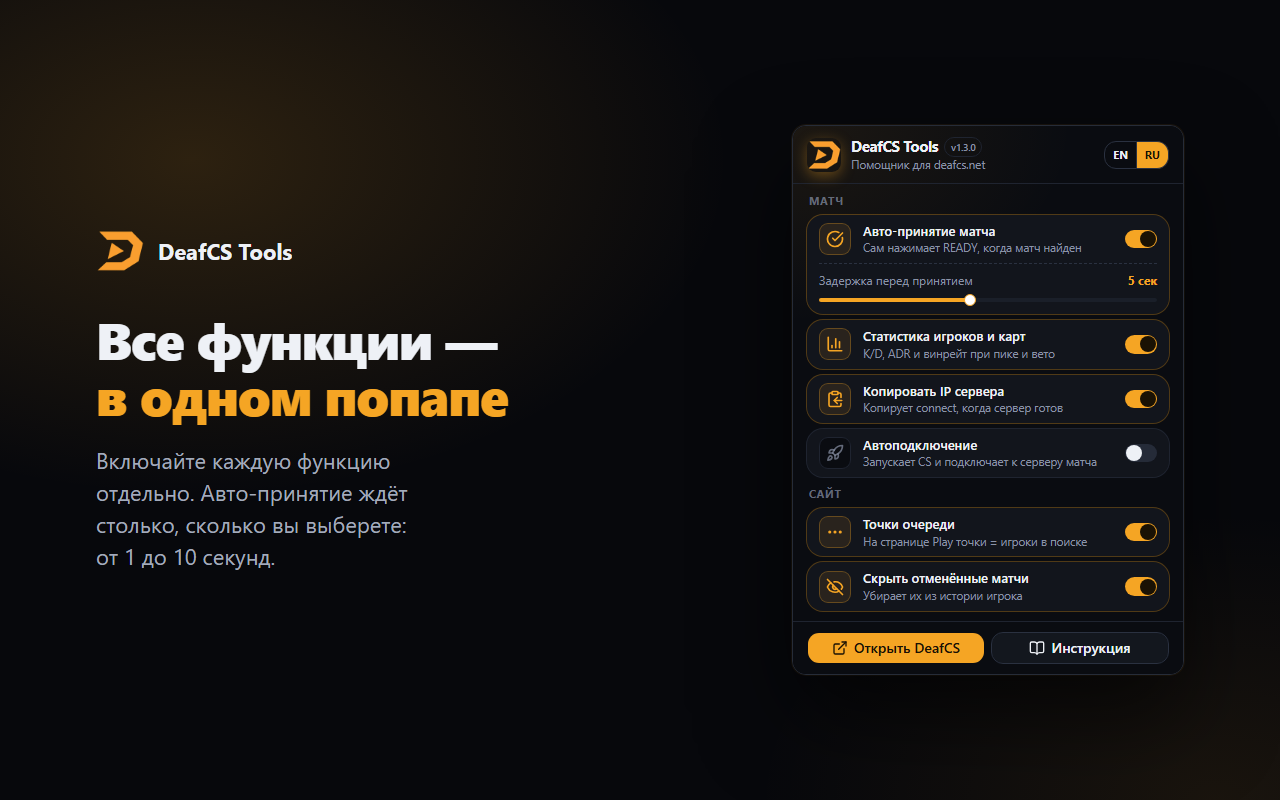 DeafCS Tools
Все функции —
в одном попапе
Включайте каждую функцию
отдельно. Авто-принятие ждёт
столько, сколько вы выберете:
от 1 до 10 секунд.
DeafCS Tools v1.3.0
Помощник для deafcs.net
EN RU
МАТЧ
Авто-принятие матча
Сам нажимает READY, когда матч найден
Задержка перед принятием 5 сек
Статистика игроков и карт
K/D, ADR и винрейт при пике и вето
Копировать IP сервера
Копирует connect, когда сервер готов
Автоподключение
Запускает CS и подключает к серверу матча
САЙТ
Точки очереди
На странице Play точки = игроки в поиске
Скрыть отменённые матчи
Убирает их из истории игрока
Открыть DeafCS
Инструкция